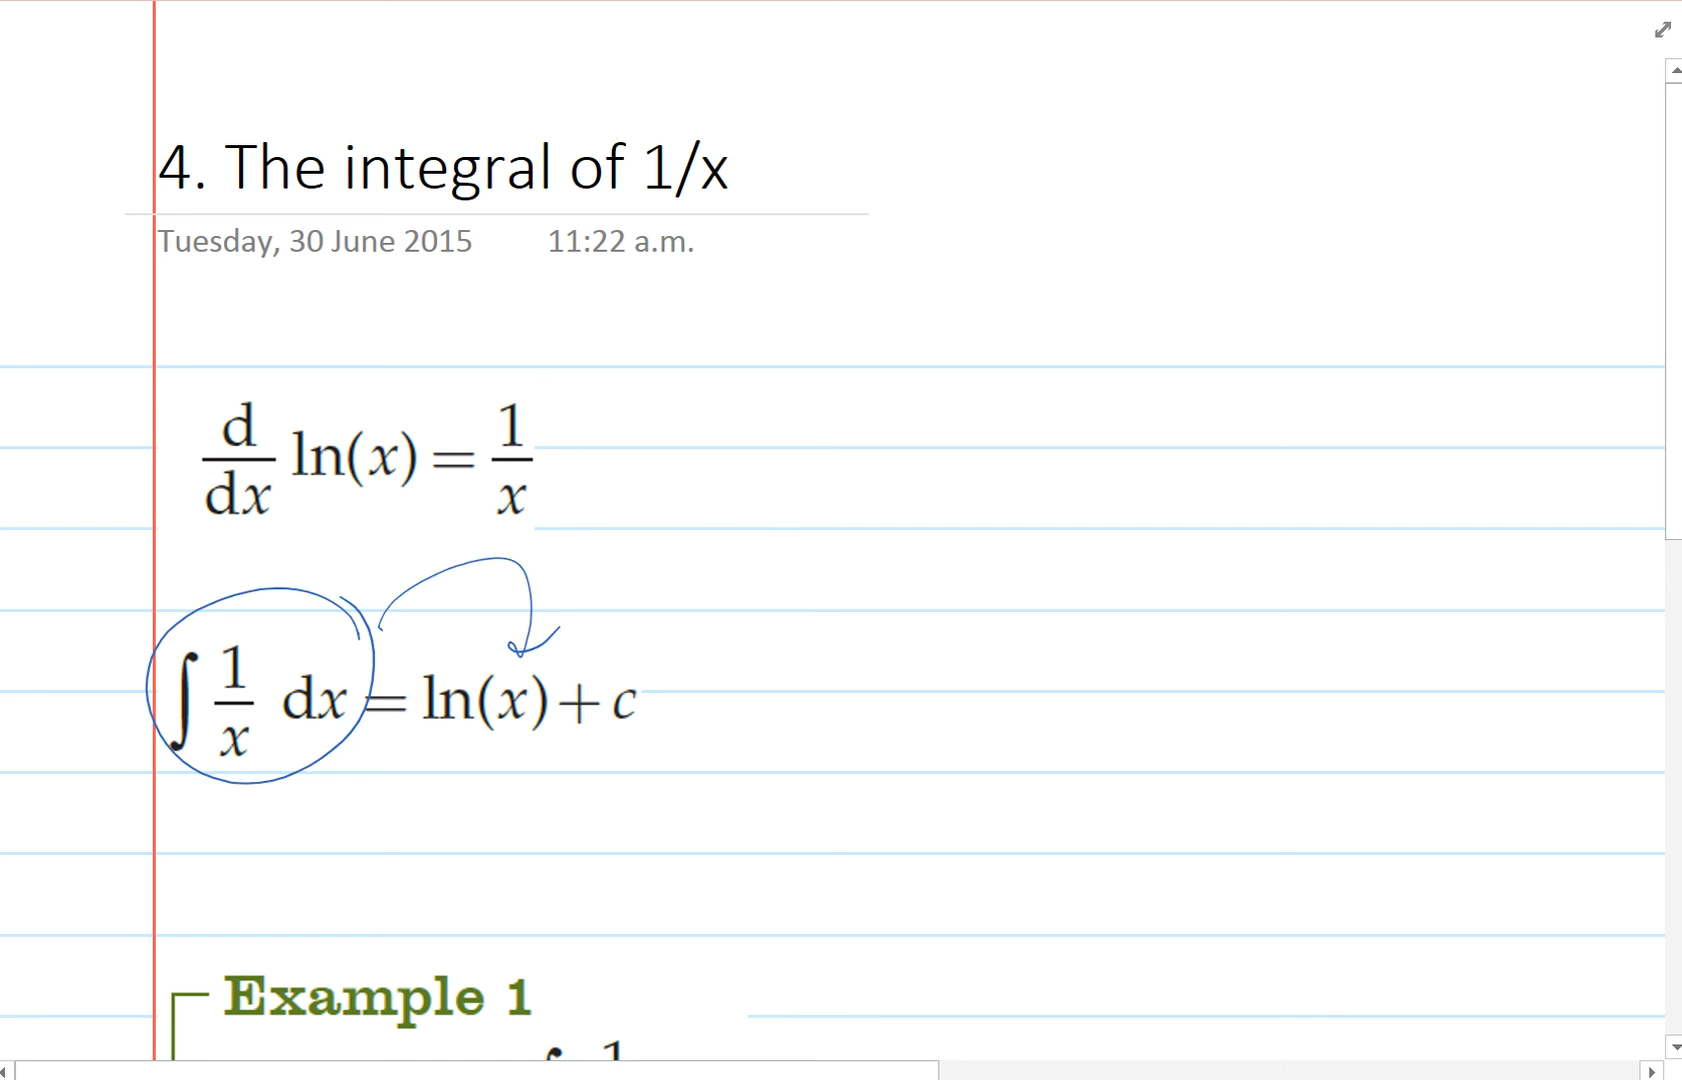 4. The integral of 1/x
Tuesday, 30 June 2015 11:22 a.m.
d/dx ln(x) = 1/x
∫ 1/x dx = ln(x) + c
Example 1
∫ 1